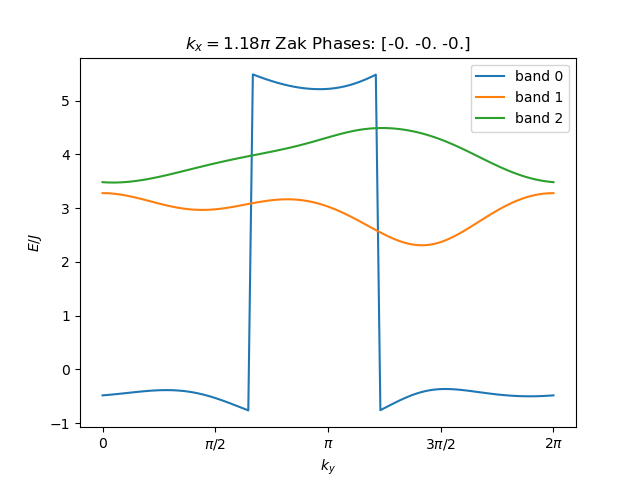 k_x = 1.18π Zak Phases: [-0. -0. -0.]
band 0
band 1
band 2
E/J
5
4
3
2
1
0
−1
0 π/2 π 3π/2 2π
k_y